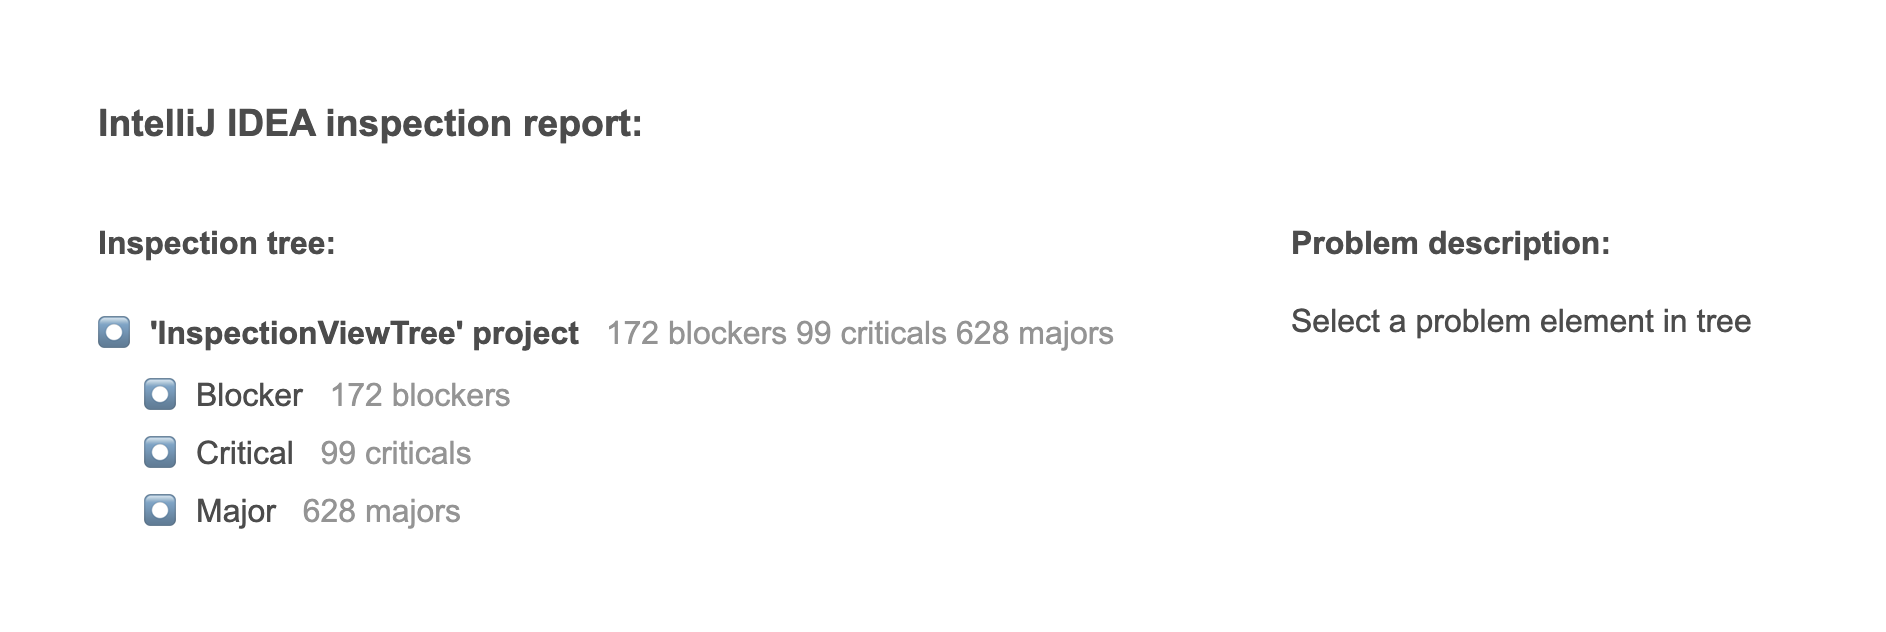 IntelliJ IDEA inspection report:
Inspection tree:
'InspectionViewTree' project 172 blockers 99 criticals 628 majors
Blocker 172 blockers
Critical 99 criticals
Major 628 majors
Problem description:
Select a problem element in tree